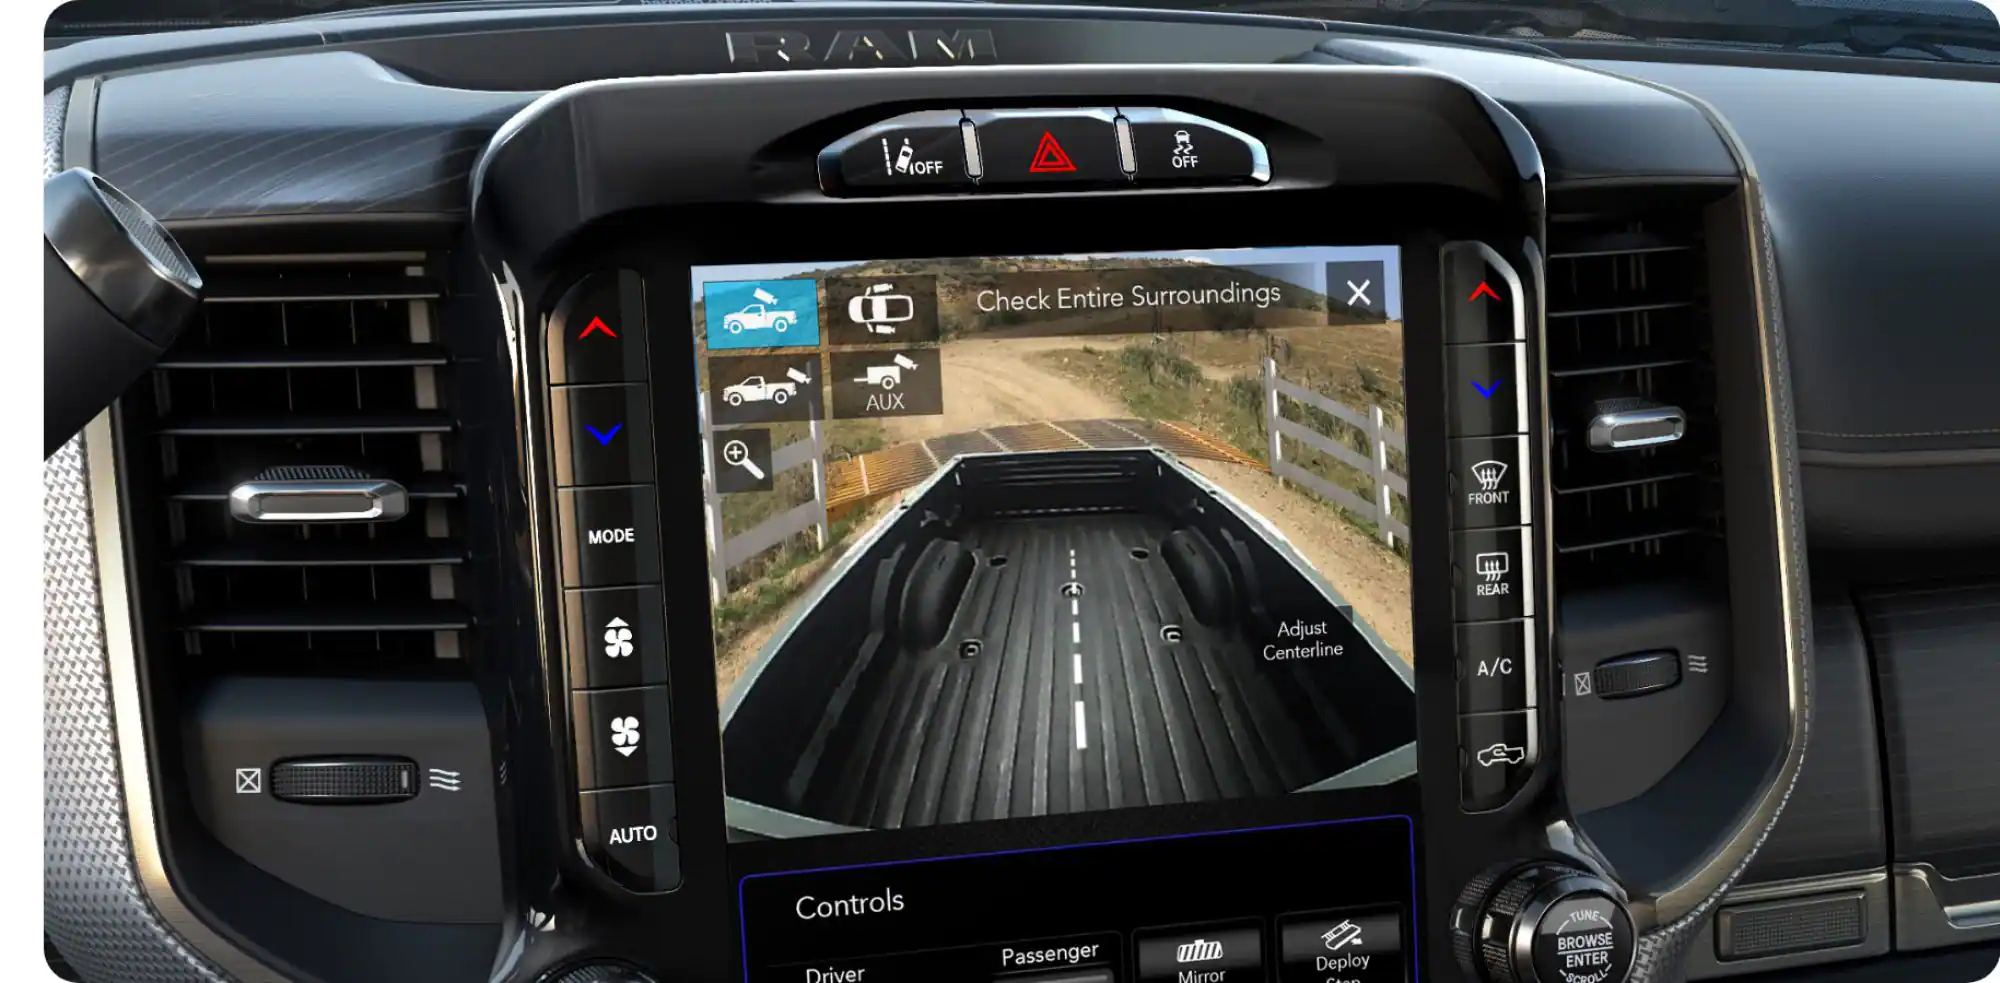 RAM
OFF
OFF
Check Entire Surroundings
AUX
MODE
FRONT
REAR
Adjust
Centerline
A/C
AUTO
Controls
Driver
Passenger
Mirror
Deploy
TUNE
BROWSE
ENTER
SCROLL